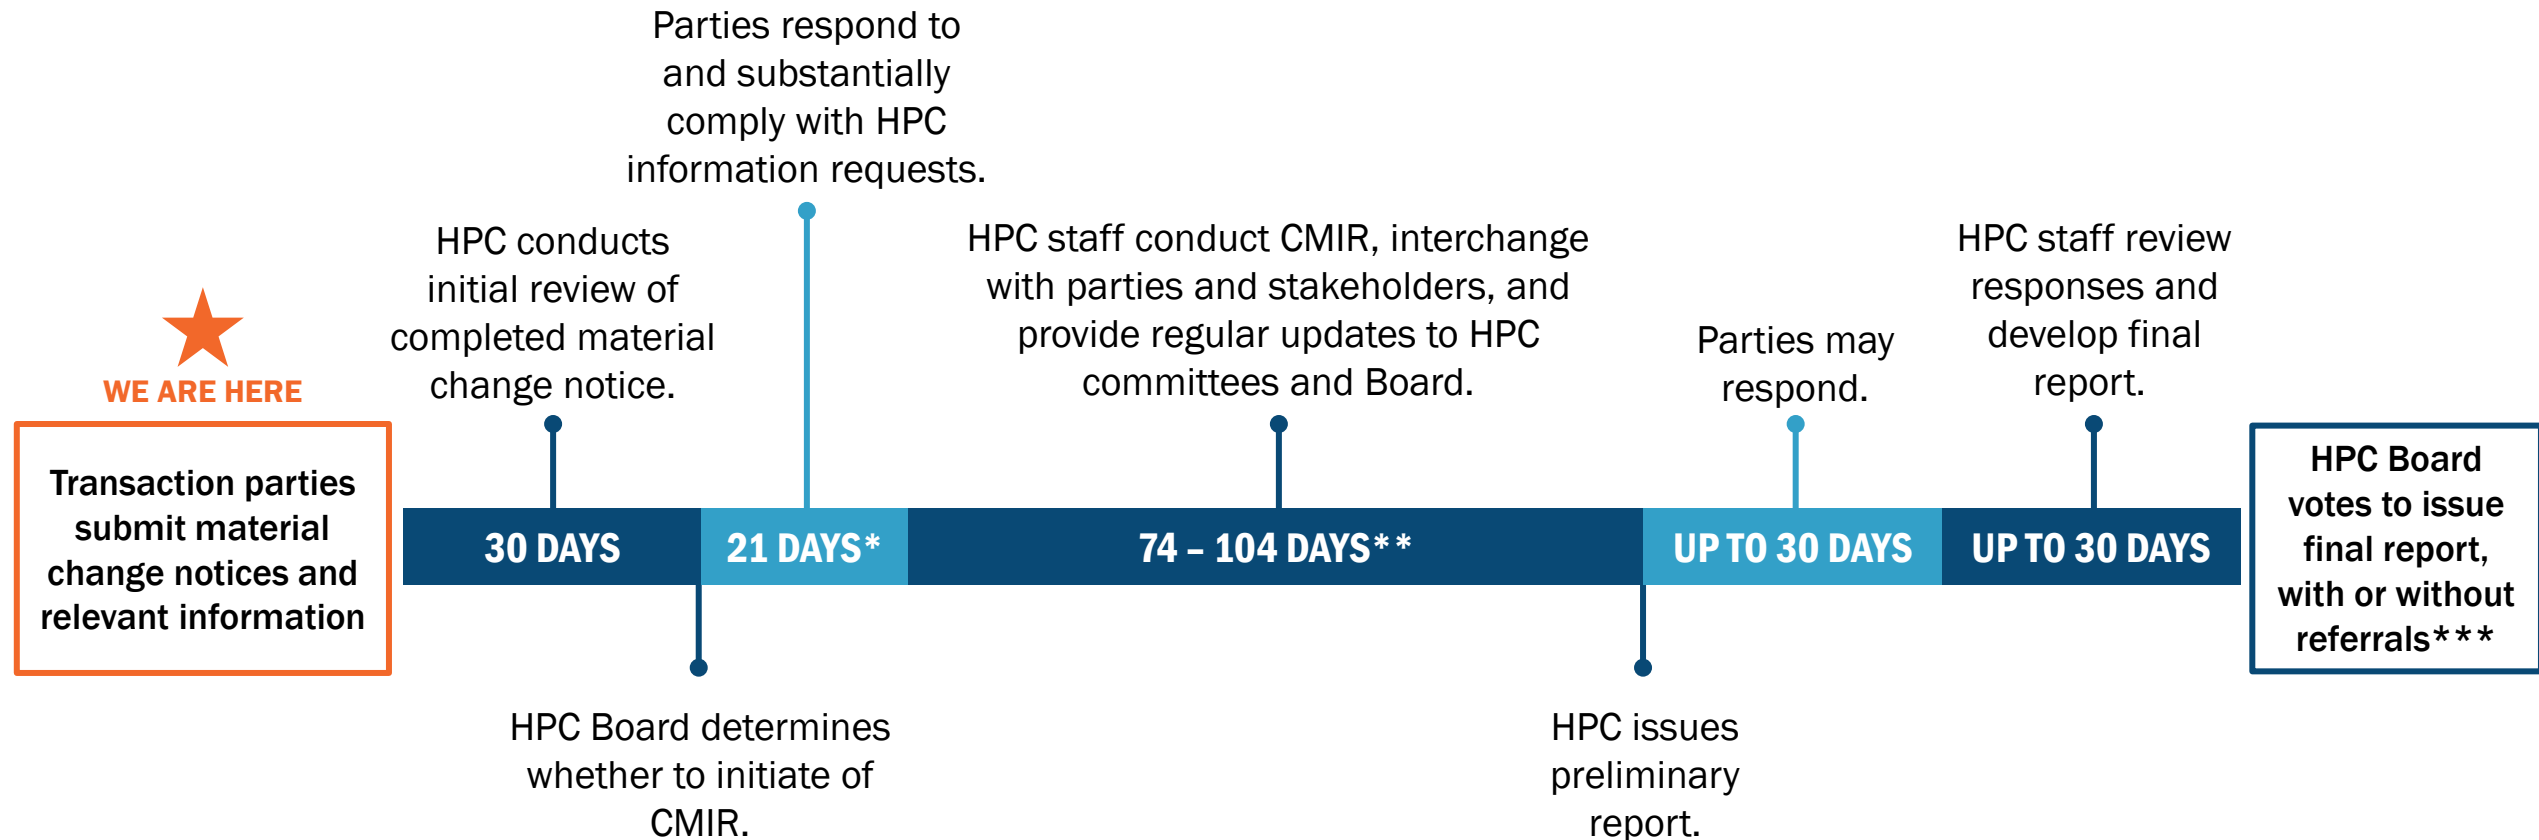 WE ARE HERE
Transaction parties
submit material
change notices and
relevant information
HPC conducts
initial review of
completed material
change notice.
30 DAYS
HPC Board determines
whether to initiate of
CMIR.
Parties respond to
and substantially
comply with HPC
information requests.
21 DAYS*
HPC staff conduct CMIR, interchange
with parties and stakeholders, and
provide regular updates to HPC
committees and Board.
74 – 104 DAYS**
HPC issues
preliminary
report.
Parties may
respond.
UP TO 30 DAYS
HPC staff review
responses and
develop final
report.
UP TO 30 DAYS
HPC Board
votes to issue
final report,
with or without
referrals***